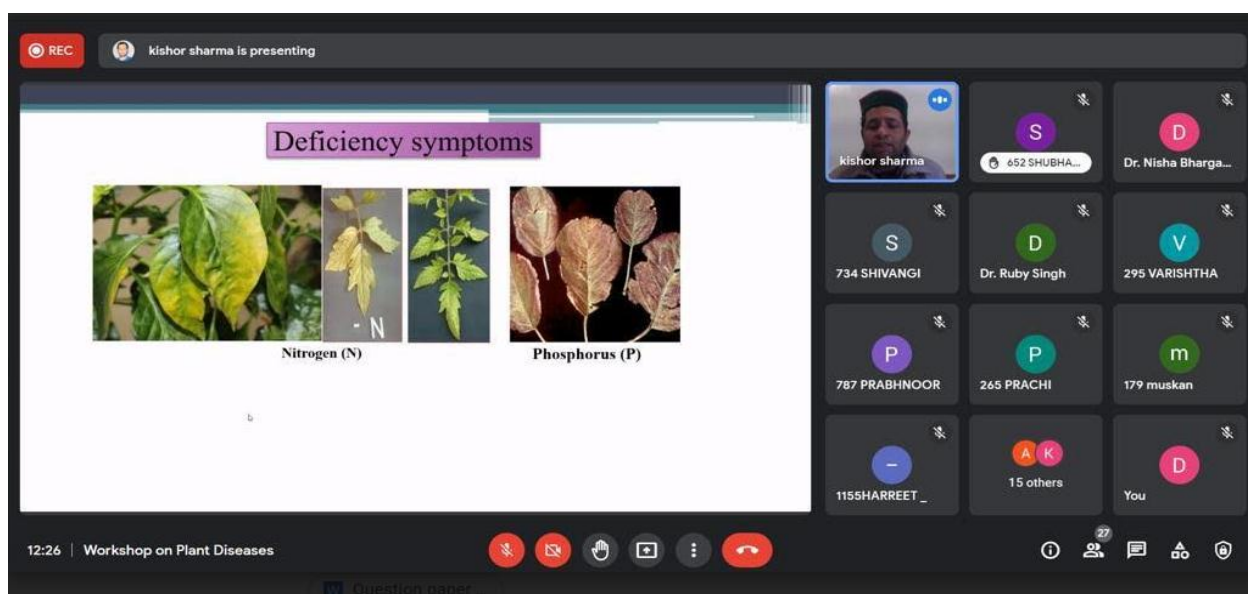 REC
kishor sharma is presenting
Deficiency symptoms
- N
Nitrogen (N)
Phosphorus (P)
kishor sharma
S
652 SHUBHA...
D
Dr. Nisha Bharga...
S
734 SHIVANGI
D
Dr. Ruby Singh
V
295 VARISHTHA
P
787 PRABHNOOR
P
265 PRACHI
m
179 muskan
–
1155HARREET _
A K
15 others
D
You
12:26 | Workshop on Plant Diseases
27
W Question paper